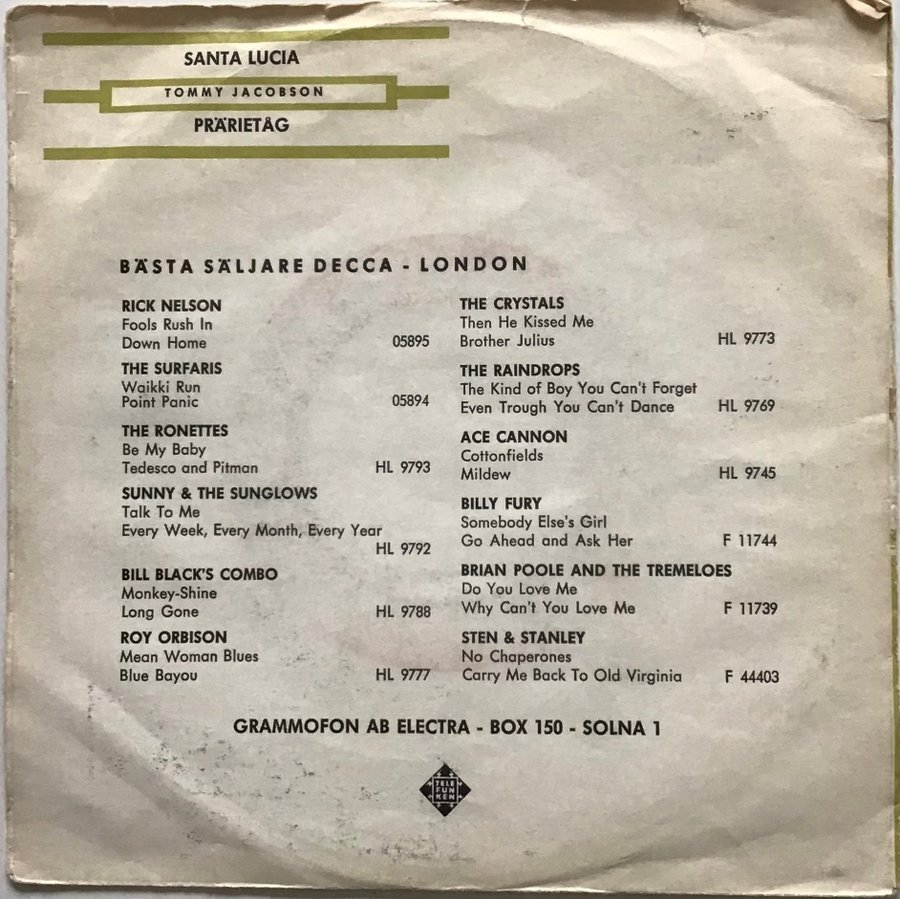 SANTA LUCIA
TOMMY JACOBSON
PRÄRIETÅG
BÄSTA SÄLJARE DECCA - LONDON
RICK NELSON
Fools Rush In
Down Home 05895
THE SURFARIS
Waikki Run
Point Panic 05894
THE RONETTES
Be My Baby
Tedesco and Pitman HL 9793
SUNNY & THE SUNGLOWS
Talk To Me
Every Week, Every Month, Every Year
HL 9792
BILL BLACK'S COMBO
Monkey-Shine
Long Gone HL 9788
ROY ORBISON
Mean Woman Blues
Blue Bayou HL 9777
THE CRYSTALS
Then He Kissed Me
Brother Julius HL 9773
THE RAINDROPS
The Kind of Boy You Can't Forget
Even Trough You Can't Dance HL 9769
ACE CANNON
Cottonfields
Mildew HL 9745
BILLY FURY
Somebody Else's Girl
Go Ahead and Ask Her F 11744
BRIAN POOLE AND THE TREMELOES
Do You Love Me
Why Can't You Love Me F 11739
STEN & STANLEY
No Chaperones
Carry Me Back To Old Virginia F 44403
GRAMMOFON AB ELECTRA - BOX 150 - SOLNA 1
TELE
FUN
KEN